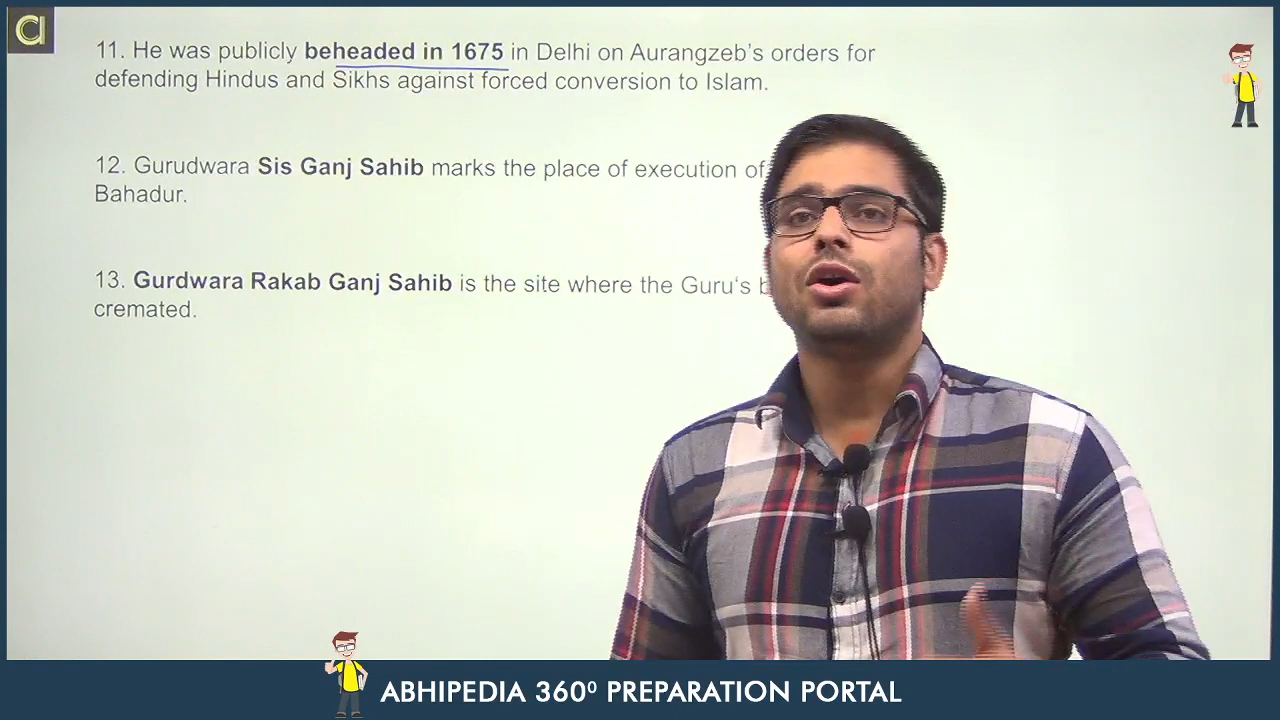 a
11. He was publicly beheaded in 1675 in Delhi on Aurangzeb's orders for
defending Hindus and Sikhs against forced conversion to Islam.
12. Gurudwara Sis Ganj Sahib marks the place of execution of
Bahadur.
13. Gurdwara Rakab Ganj Sahib is the site where the Guru's
cremated.
ABHIPEDIA 360⁰ PREPARATION PORTAL